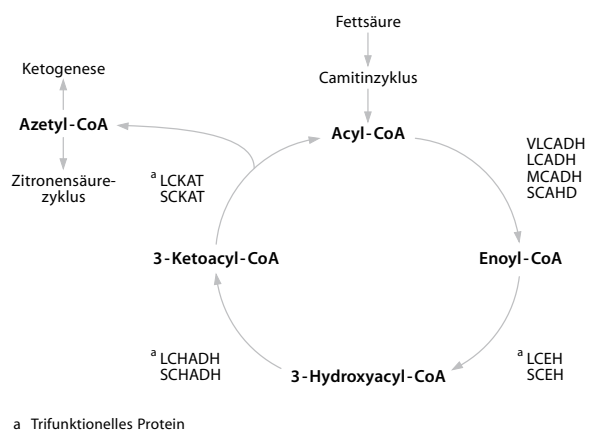 Fettsäure
Ketogenese
Camitinzyklus
Azetyl-CoA
Acyl-CoA
VLCADH
LCADH
MCADH
SCAHD
Zitronensäure-
zyklus
a LCKAT
SCKAT
3-Ketoacyl-CoA
Enoyl-CoA
a LCHADH
SCHADH
3-Hydroxyacyl-CoA
a LCEH
SCEH
a Trifunktionelles Protein